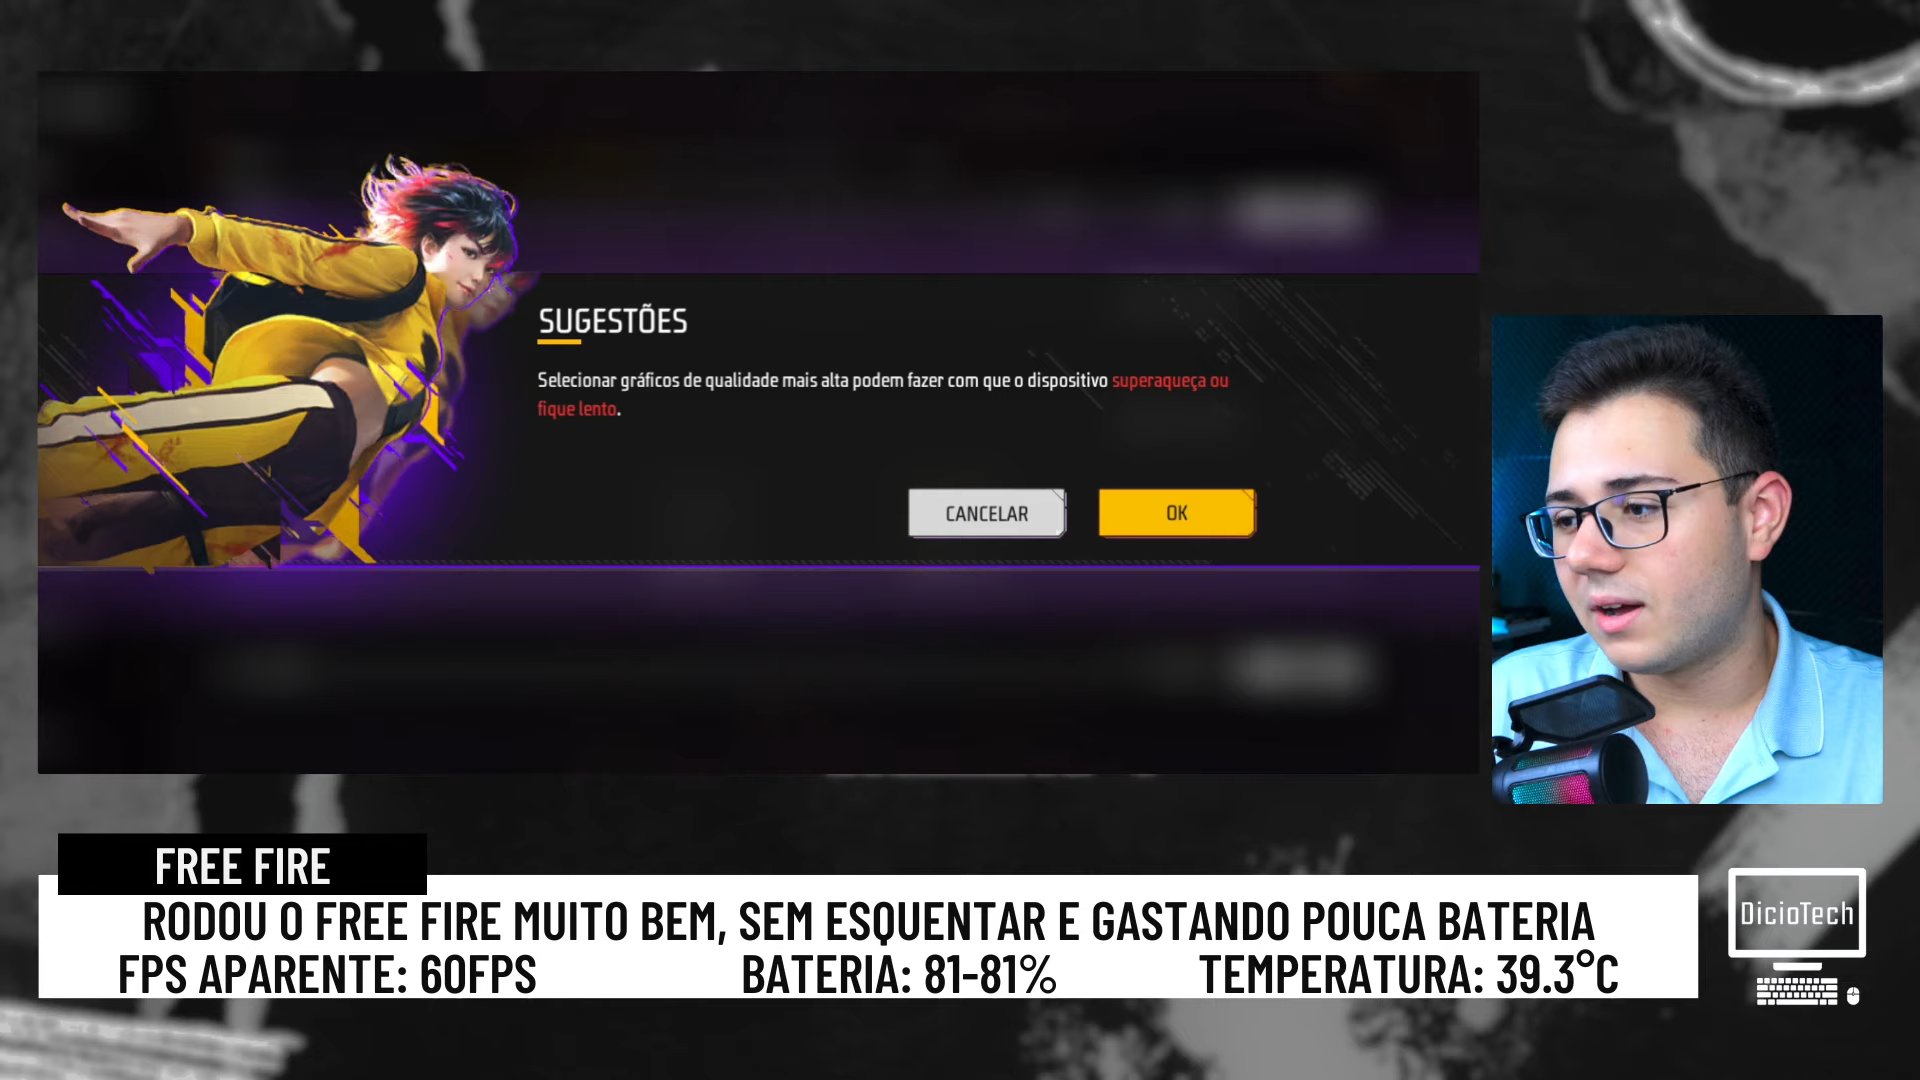 SUGESTÕES
Selecionar gráficos de qualidade mais alta podem fazer com que o dispositivo superaqueça ou
fique lento.
CANCELAR
OK
FREE FIRE
RODOU O FREE FIRE MUITO BEM, SEM ESQUENTAR E GASTANDO POUCA BATERIA
FPS APARENTE: 60FPS
BATERIA: 81-81%
TEMPERATURA: 39.3°C
DicioTech